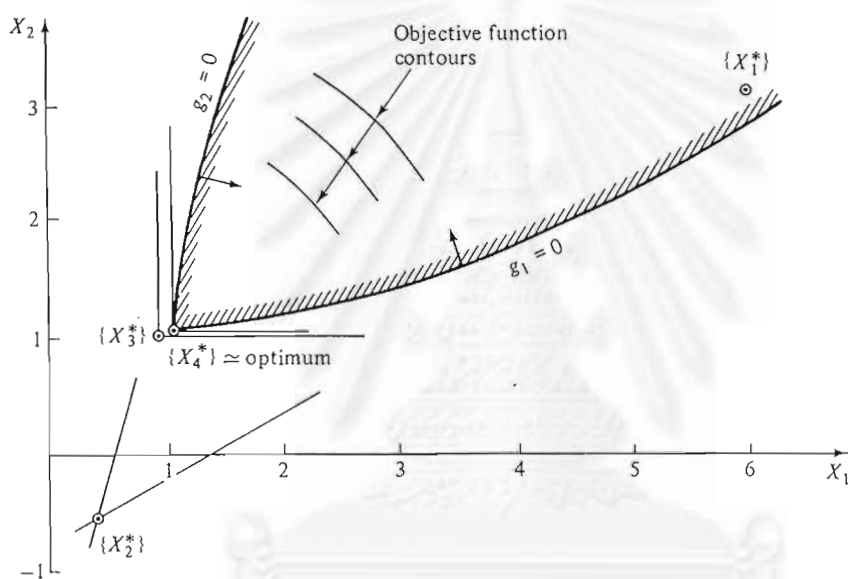 X₂
Objective function
contours
{X₁*}
g₂ = 0
3
2
g₁ = 0
{X₃*}
1
{X₄*} ≃ optimum
1
2
3
4
5
6
X₁
{X₂*}
−1